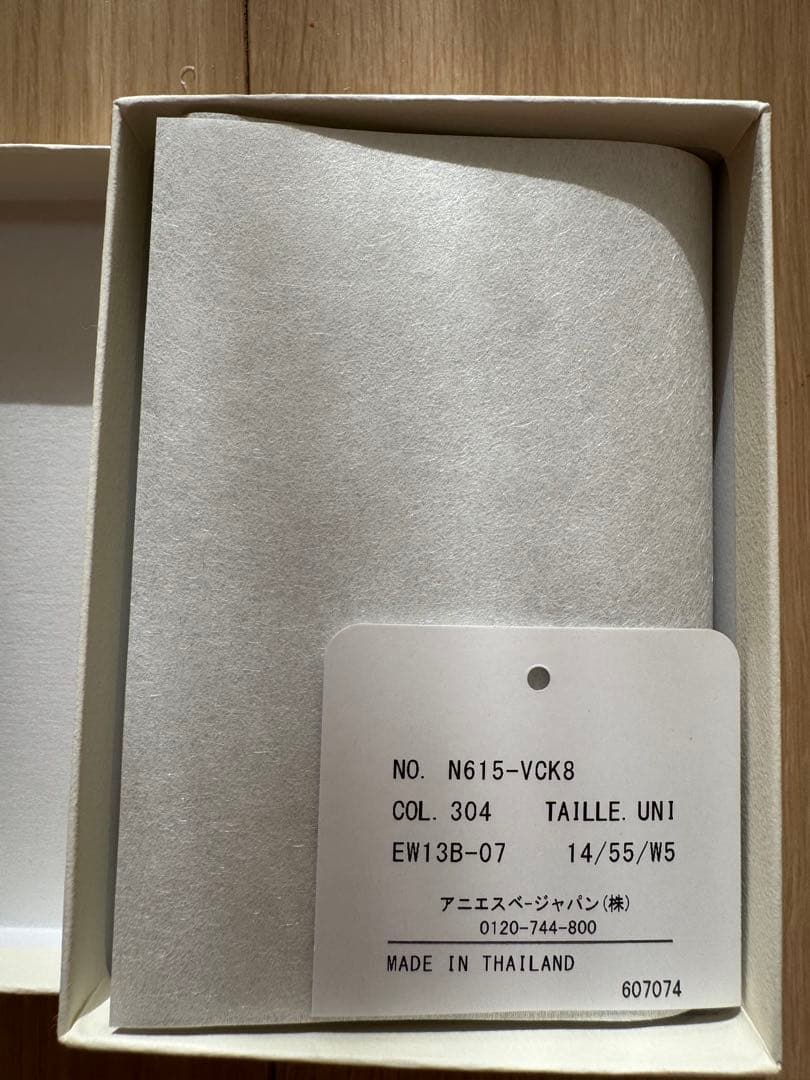 NO. N615-VCK8
COL. 304 TAILLE. UNI
EW13B-07 14/55/W5
アニエスベージャパン(株)
0120-744-800
MADE IN THAILAND
607074